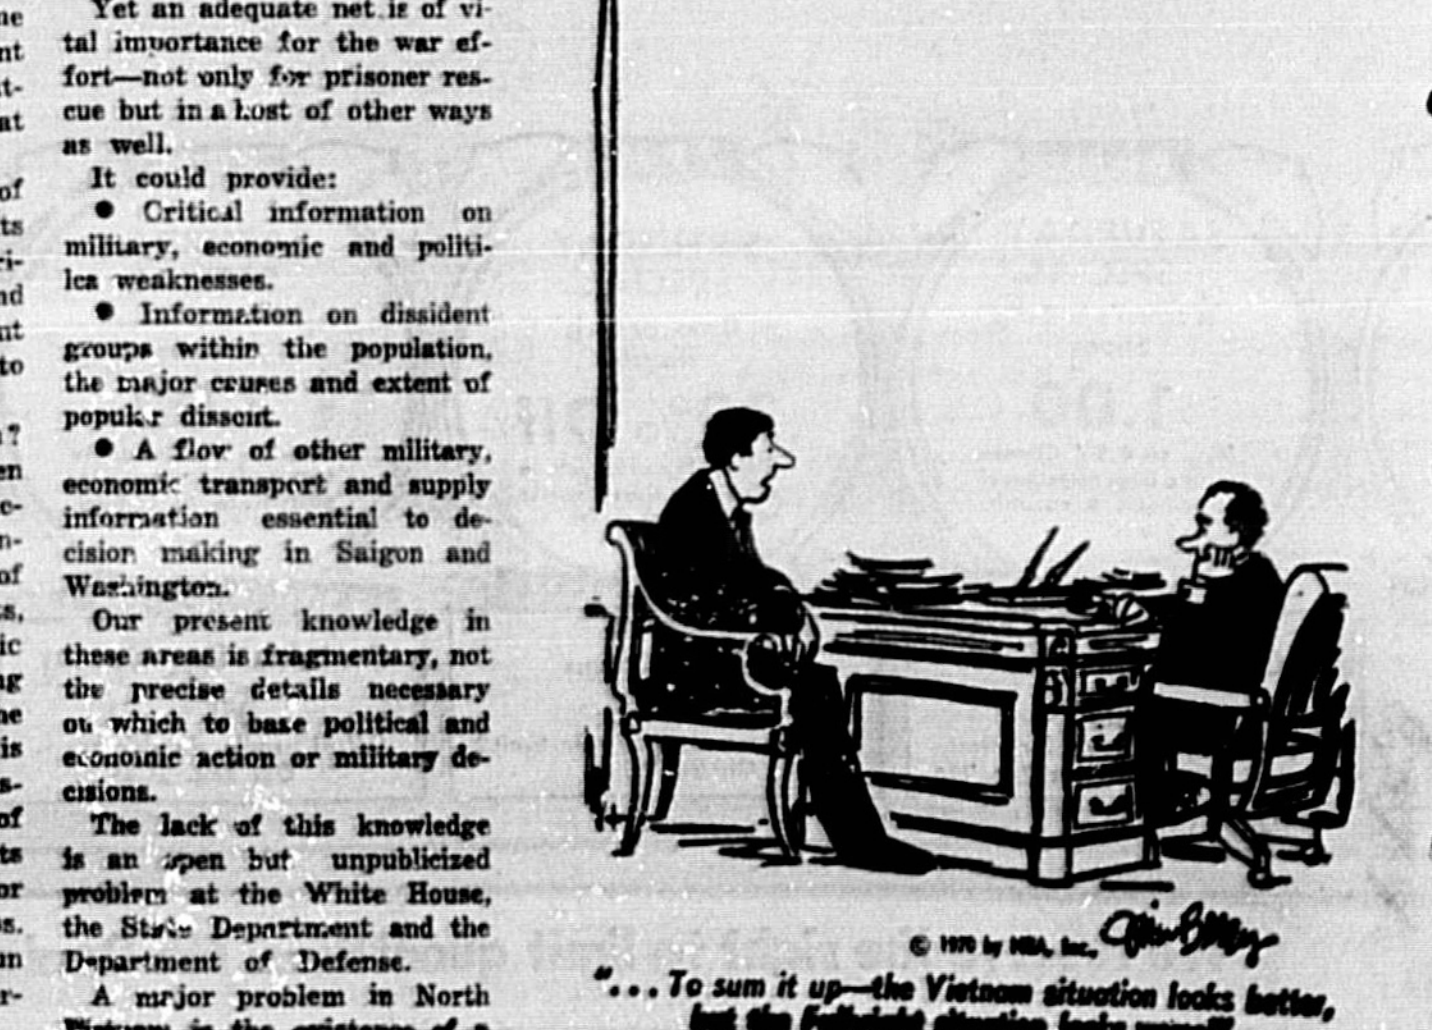 Yet an adequate net is of vi-
tal importance for the war ef-
fort—not only for prisoner res-
cue but in a host of other ways
as well.
It could provide:
● Critical information on
military, economic and politi-
lca weaknesses.
● Information on dissident
groups within the population,
the major causes and extent of
popular dissent.
● A flow of other military,
economic transport and supply
information essential to de-
cision making in Saigon and
Washington.
Our present knowledge in
these areas is fragmentary, not
the precise details necessary
on which to base political and
economic action or military de-
cisions.
The lack of this knowledge
is an open but unpublicized
problem at the White House,
the State Department and the
Department of Defense.
A major problem in North
© 1970 by NEA, Inc.,
"... To sum it up—the Vietnam situation looks better,
but the Fulbright situation looks